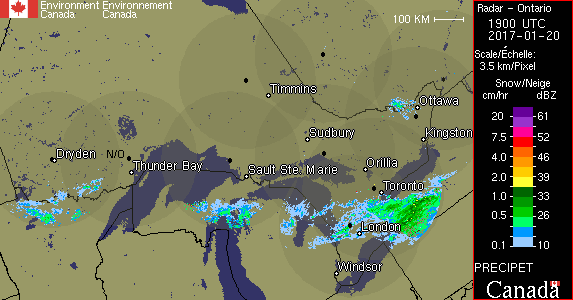 Environment Environnement
Canada Canada
100 KM
Timmins
Ottawa
Sudbury
Kingston
Dryden
N/O
Thunder Bay
Sault Ste. Marie
Orillia
Toronto
London
Windsor
Radar - Ontario
1900 UTC
2017-01-20
Scale/Échelle:
3.5 km/Pixel
Snow/Neige
cm/hr dBZ
20 61
7.5 52
4.0 46
2.0 39
1.0 33
0.5 26
0.1 10
PRECIPET
Canada